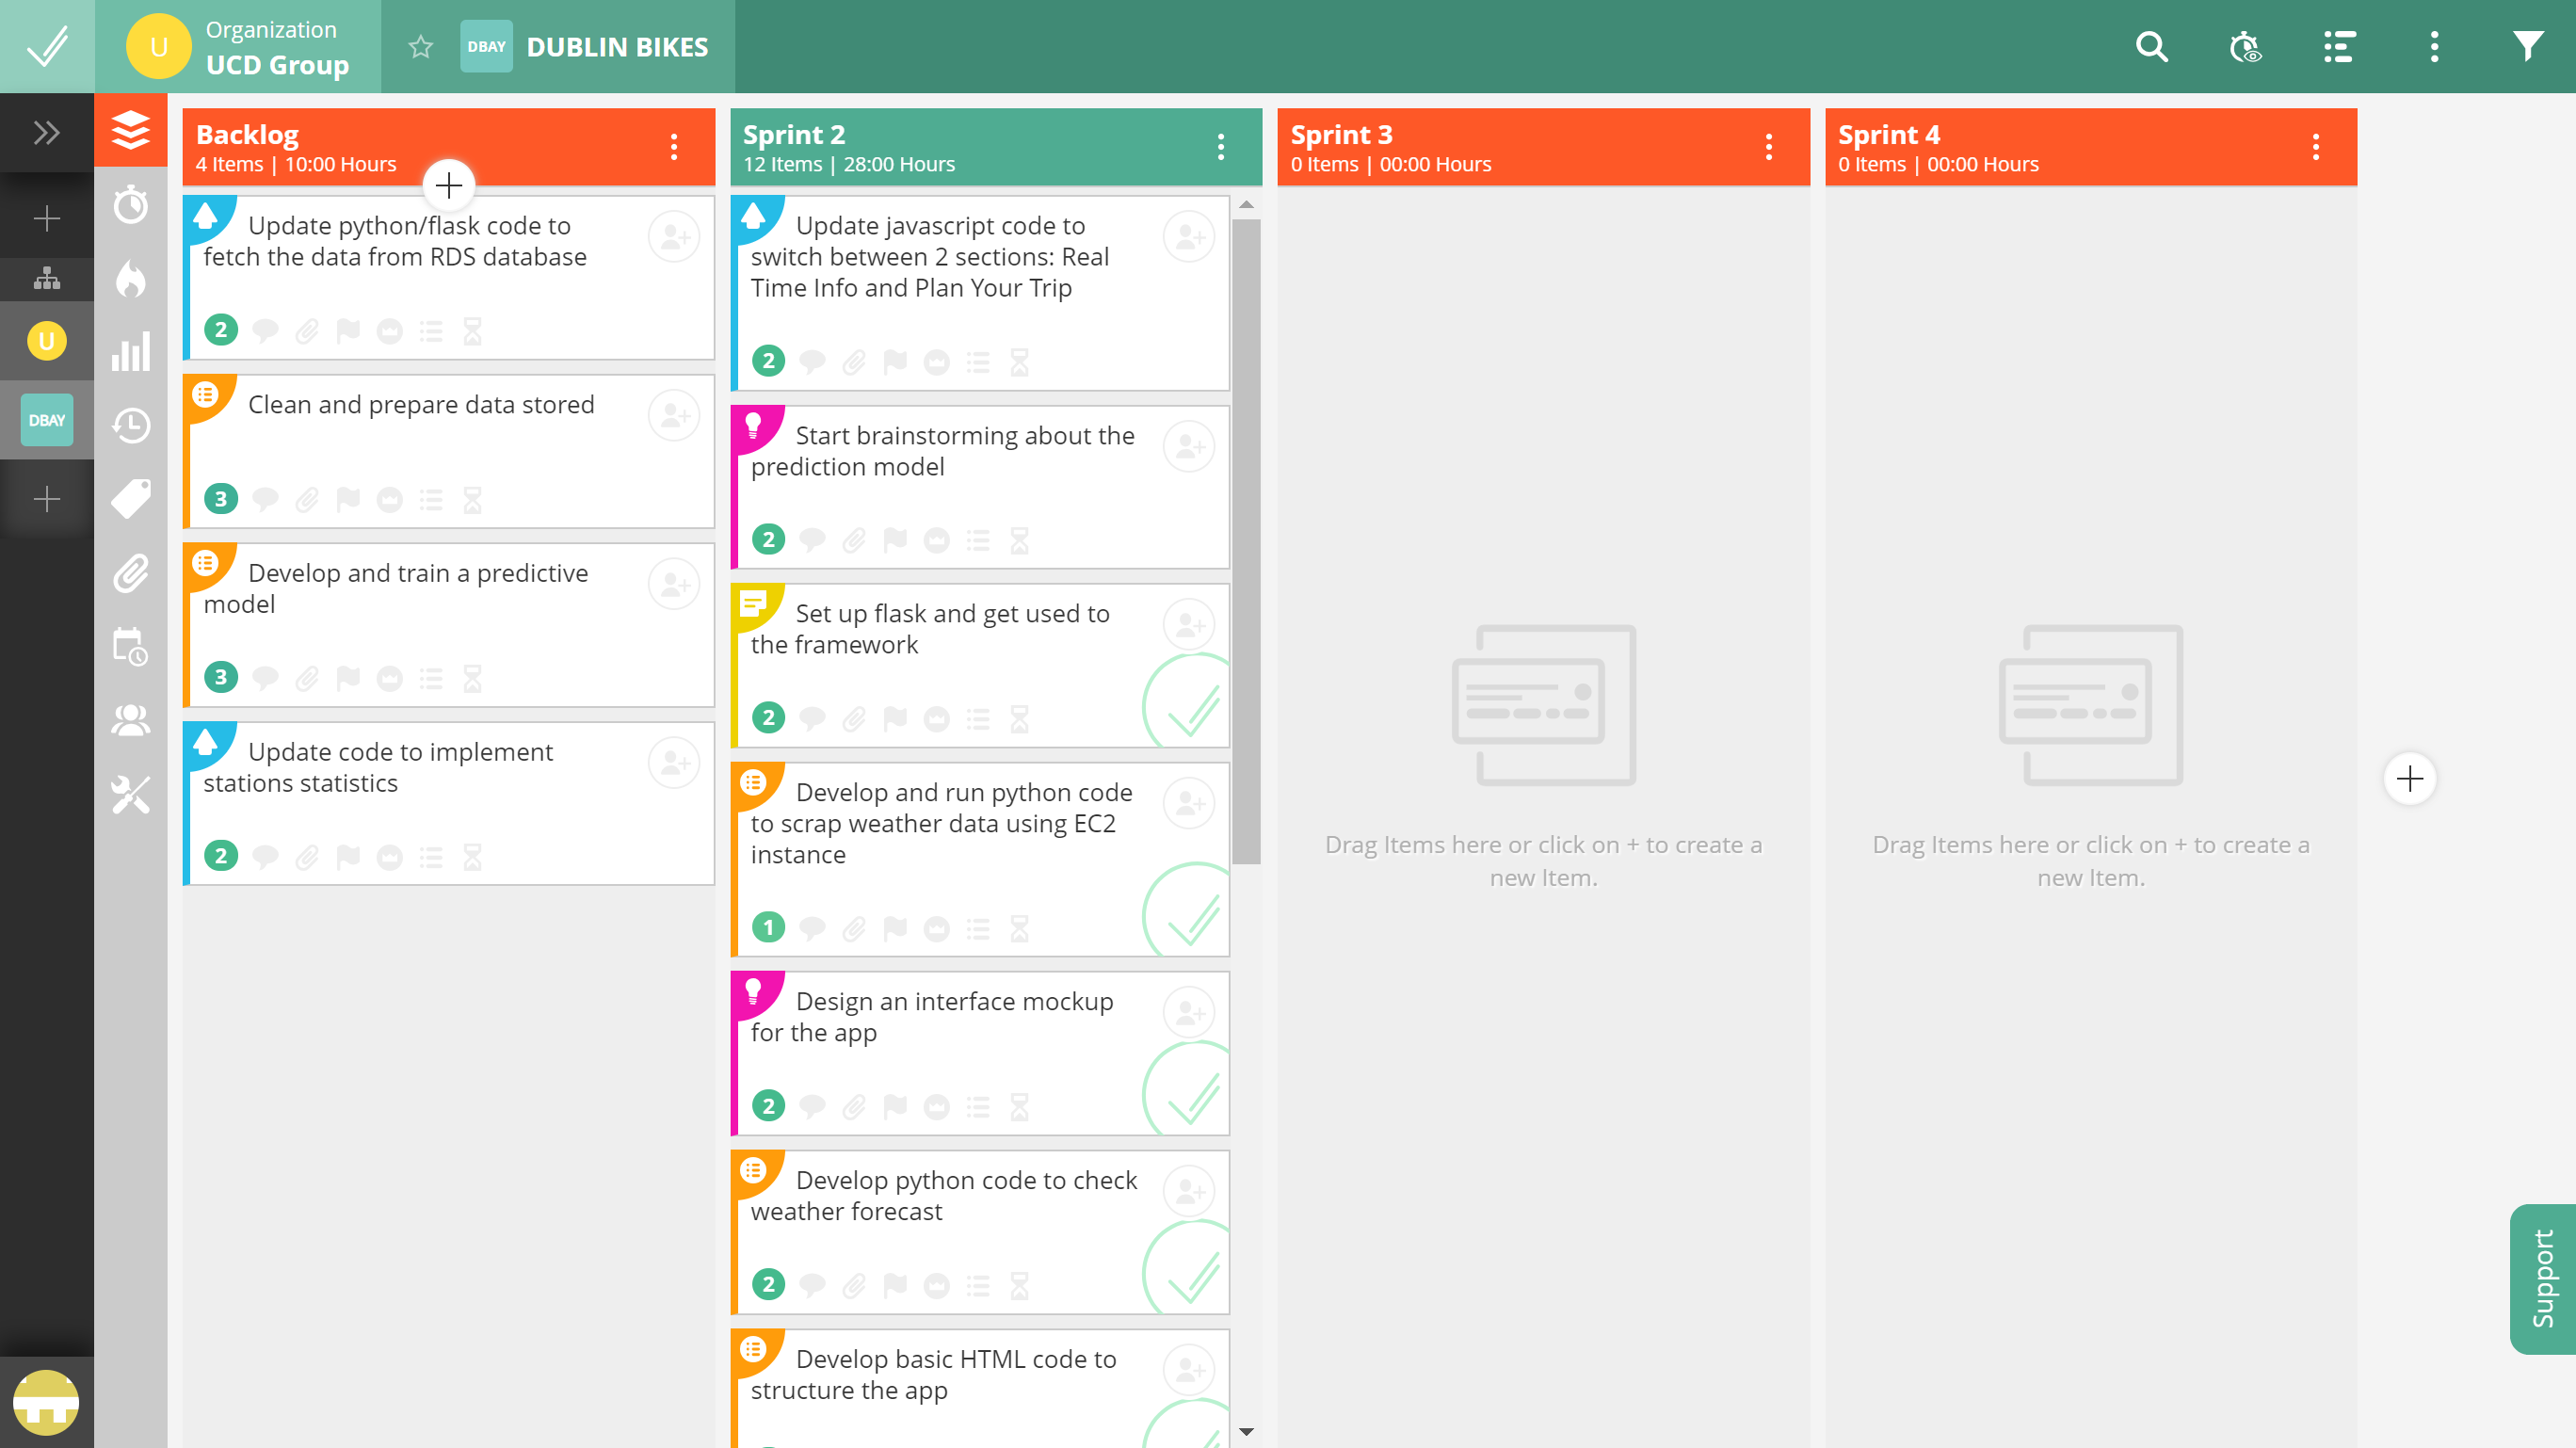 Organization
UCD Group
U
DBAY
DUBLIN BIKES
U
DBAY
Backlog
4 Items | 10:00 Hours
Update python/flask code to
fetch the data from RDS database
2
Clean and prepare data stored
3
Develop and train a predictive
model
3
Update code to implement
stations statistics
2
Sprint 2
12 Items | 28:00 Hours
Update javascript code to
switch between 2 sections: Real
Time Info and Plan Your Trip
2
Start brainstorming about the
prediction model
2
Set up flask and get used to
the framework
2
Develop and run python code
to scrap weather data using EC2
instance
1
Design an interface mockup
for the app
2
Develop python code to check
weather forecast
2
Develop basic HTML code to
structure the app
Sprint 3
0 Items | 00:00 Hours
Drag Items here or click on + to create a
new Item.
Sprint 4
0 Items | 00:00 Hours
Drag Items here or click on + to create a
new Item.
Support